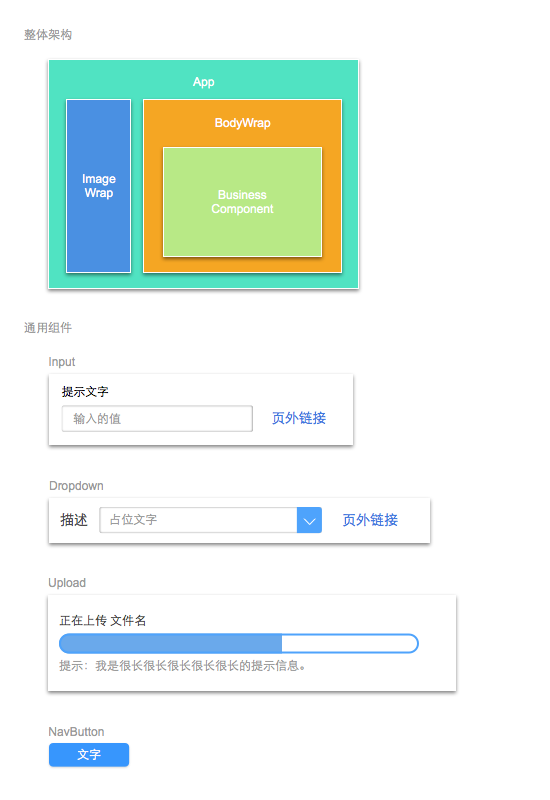 整体架构
App
BodyWrap
Image
Wrap
Business
Component
通用组件
Input
提示文字
输入的值
页外链接
Dropdown
描述
占位文字
页外链接
Upload
正在上传 文件名
提示：我是很长很长很长很长很长的提示信息。
NavButton
文字